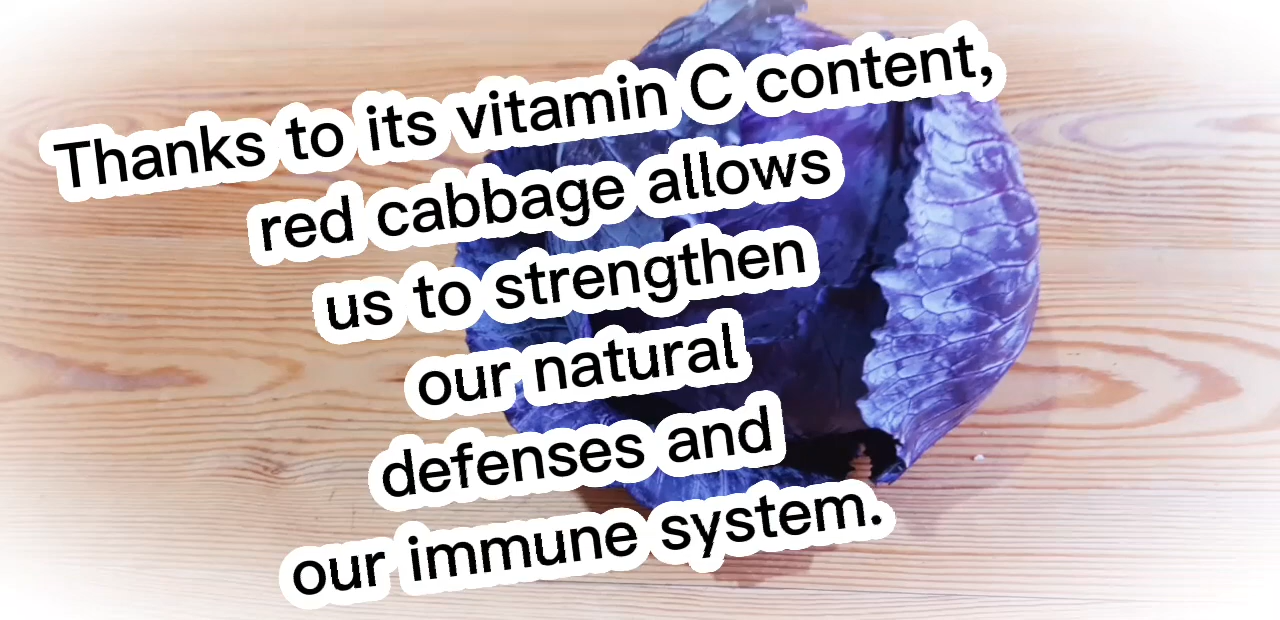 Thanks to its vitamin C content,
red cabbage allows
us to strengthen
our natural
defenses and
our immune system.